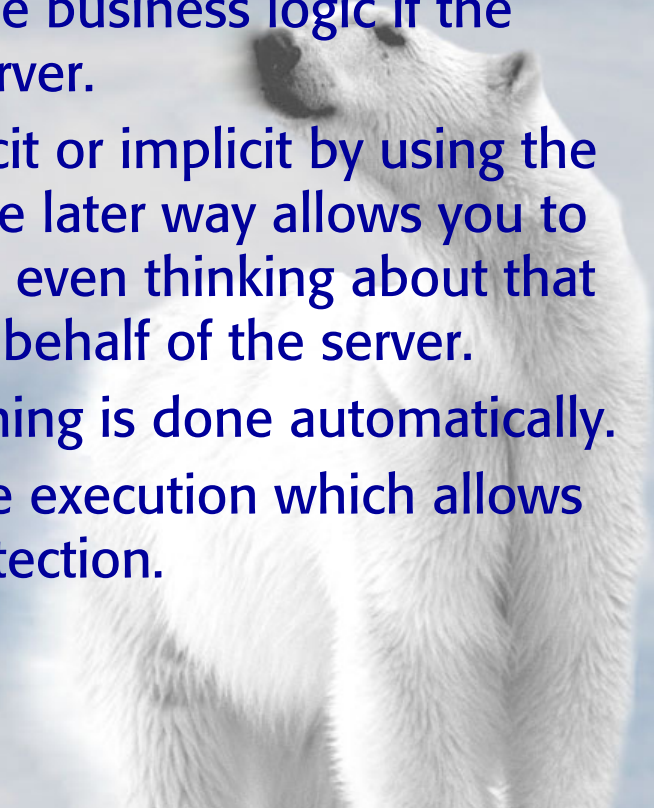 e business logic if the
rver.
cit or implicit by using the
e later way allows you to
even thinking about that
behalf of the server.
ning is done automatically.
e execution which allows
tection.